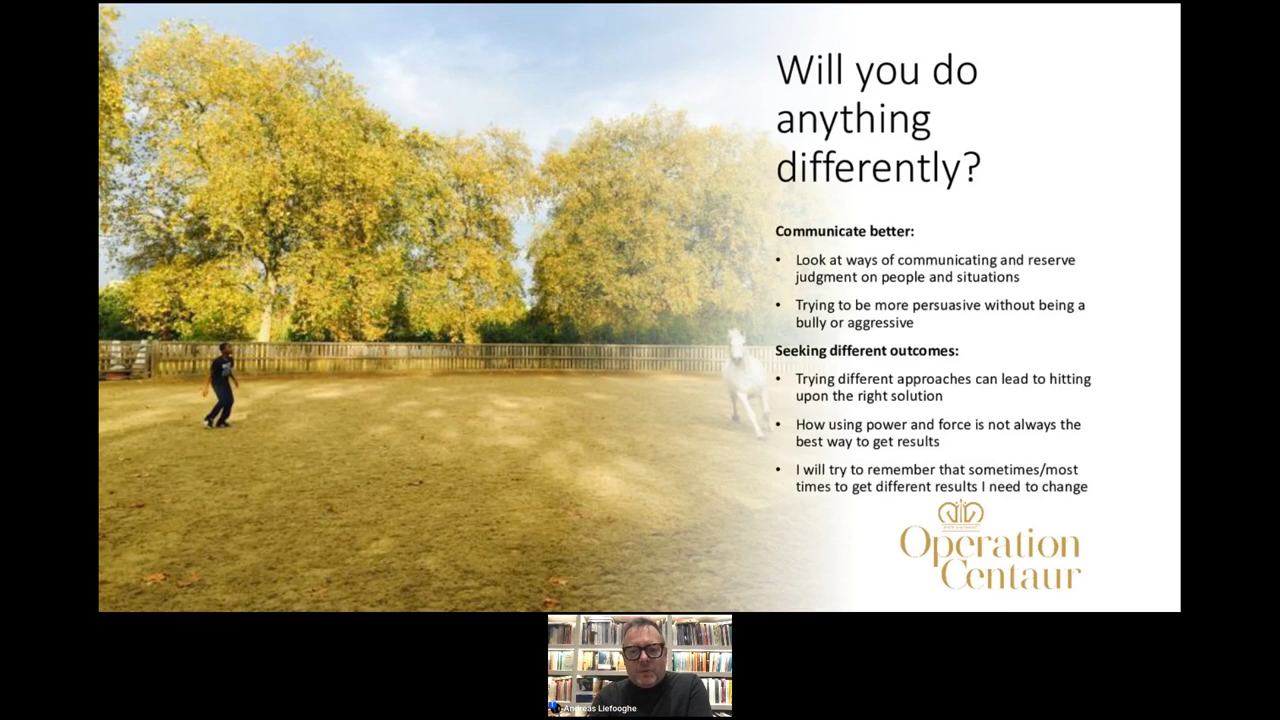 Will you do
anything
differently?
Communicate better:
• Look at ways of communicating and reserve
judgment on people and situations
• Trying to be more persuasive without being a
bully or aggressive
Seeking different outcomes:
• Trying different approaches can lead to hitting
upon the right solution
• How using power and force is not always the
best way to get results
• I will try to remember that sometimes/most
times to get different results I need to change
Operation
Centaur
Andreas Liefooghe